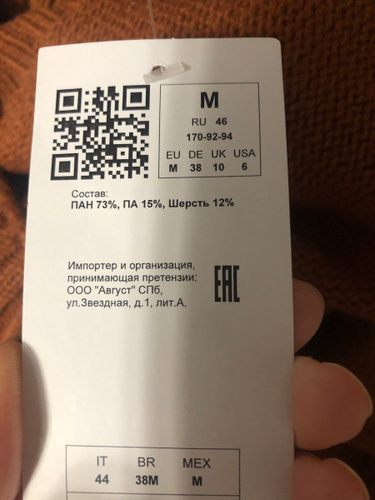 M
RU 46
170-92-94
EU DE UK USA
M 38 10 6
Состав:
ПАН 73%, ПА 15%, Шерсть 12%
Импортер и организация,
принимающая претензии:
ООО "Август" СПб,
ул.Звездная, д.1, лит.А.
EAC
IT BR MEX
44 38M M